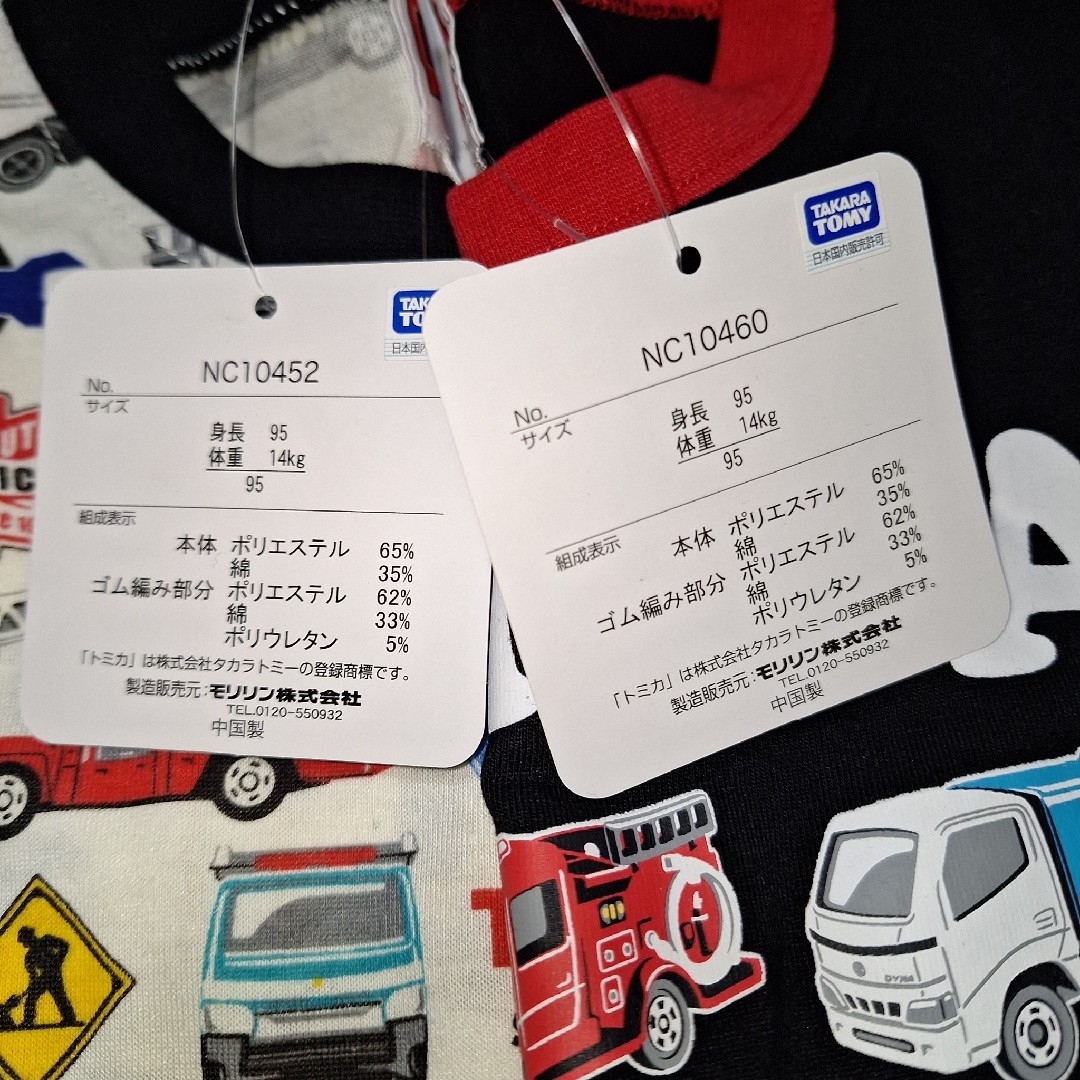 TAK
TO
日本国内
No. NC10452
サイズ
身長 95
体重 14kg
95
組成表示
本体 ポリエステル 65%
綿 35%
ゴム編み部分 ポリエステル 62%
綿 33%
ポリウレタン 5%
「トミカ」は株式会社タカラトミーの登録商標です。
製造販売元:モリリン株式会社
TEL.0120-550932
中国製
TAKARA
TOMY
日本国内販売許可
No. NC10460
サイズ
身長 95
体重 14kg
95
組成表示
本体 ポリエステル 65%
綿 35%
ゴム編み部分 ポリエステル 62%
綿 33%
ポリウレタン 5%
「トミカ」は株式会社タカラトミーの登録商標です。
製造販売元:モリリン株式会社
TEL.0120-550932
中国製
A
DYNA